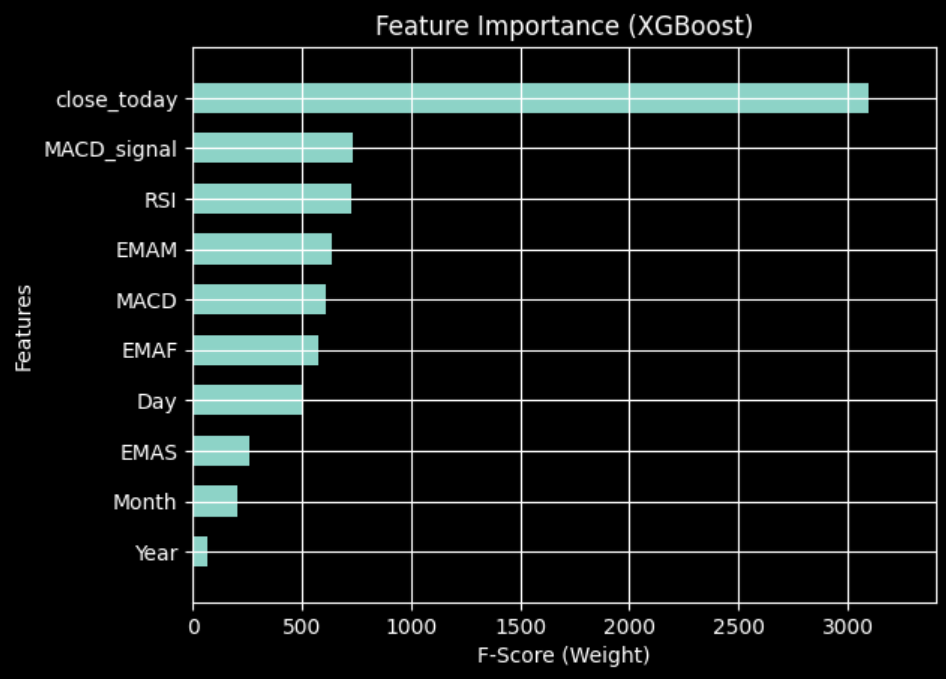 Feature Importance (XGBoost)
close_today
MACD_signal
RSI
EMAM
MACD
EMAF
Day
EMAS
Month
Year
Features
0 500 1000 1500 2000 2500 3000
F-Score (Weight)